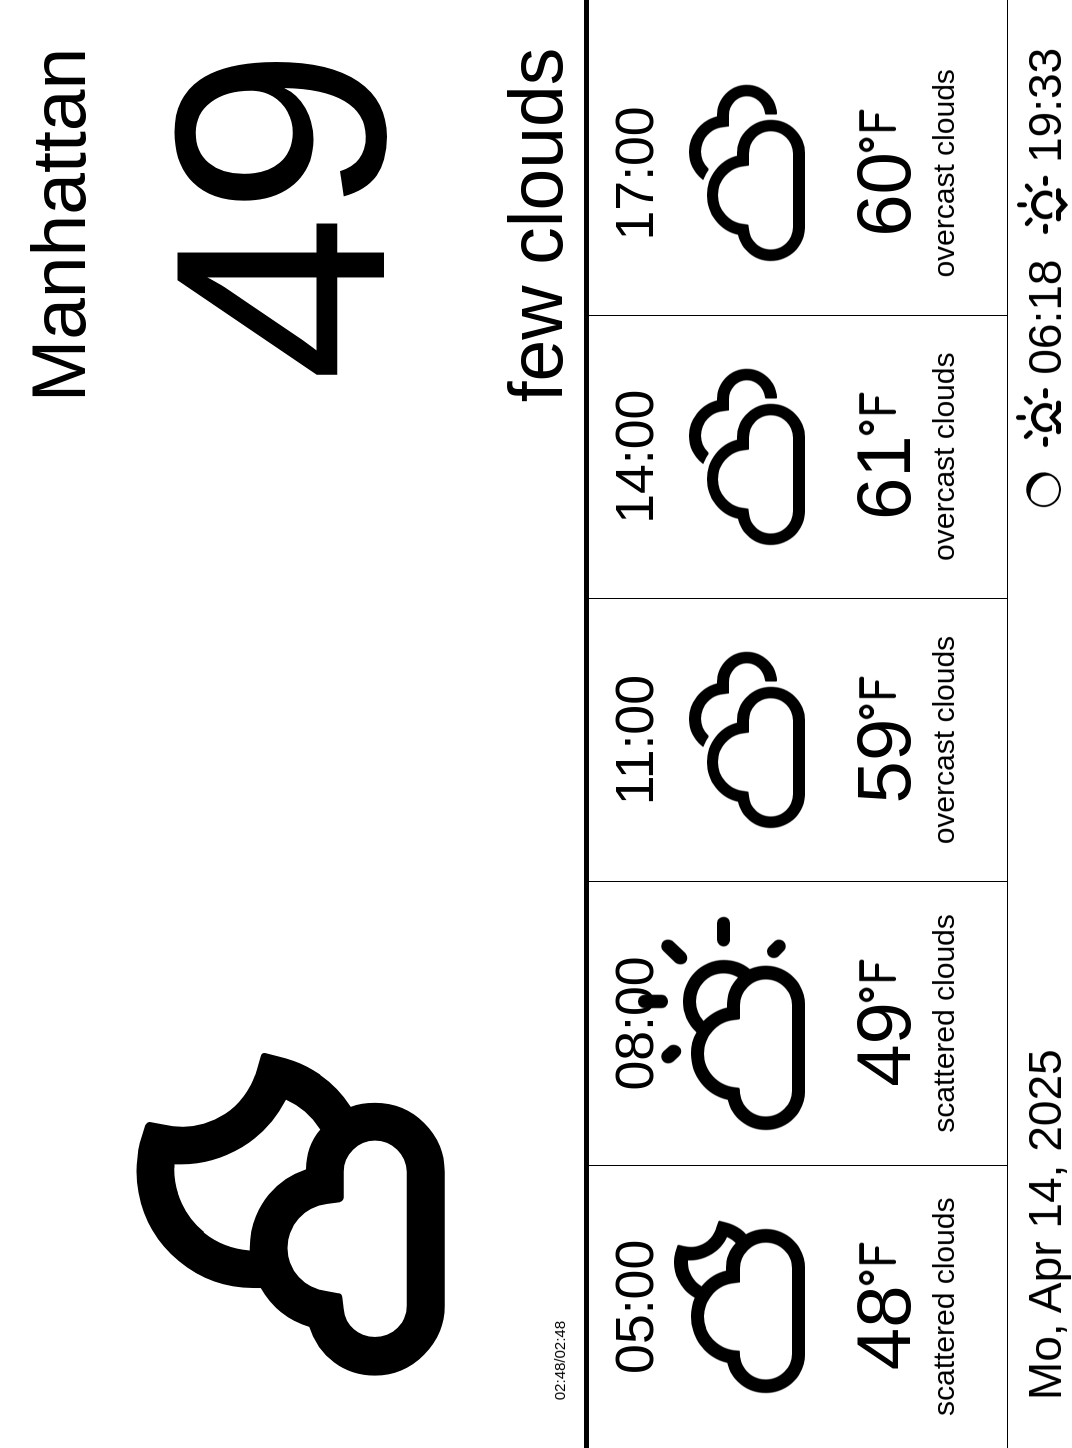 Manhattan
49
few clouds
02:48/02:48
05:00 08:00 11:00 14:00 17:00
48°F 49°F 59°F 61°F 60°F
scattered clouds scattered clouds overcast clouds overcast clouds overcast clouds
Mo, Apr 14, 2025 06:18 19:33